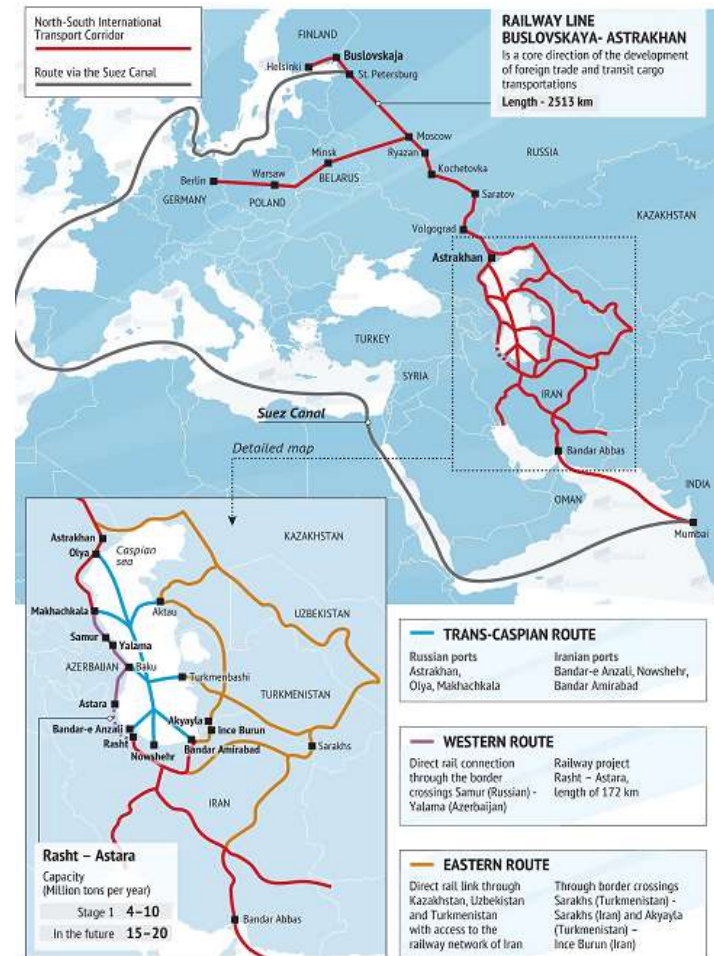 North-South International
Transport Corridor
Route via the Suez Canal
RAILWAY LINE
BUSLOVSKAYA- ASTRAKHAN
Is a core direction of the development
of foreign trade and transit cargo
transportations
Length - 2513 km
FINLAND
Buslovskaja
Helsinki
St. Petersburg
Moscow
Ryazan
RUSSIA
Minsk
Kochetovka
Warsaw
BELARUS
Berlin
Saratov
GERMANY
POLAND
KAZAKHSTAN
Volgograd
Astrakhan
TURKEY
SYRIA
IRAN
Suez Canal
Detailed map
Bandar Abbas
INDIA
OMAN
Mumbai
Astrakhan
Caspian
sea
KAZAKHSTAN
Olya
Makhachkala
Aktau
UZBEKISTAN
Samur
Yalama
AZERBAIJAN
Baku
Turkmenbashi
TURKMENISTAN
Astara
Akyayla
Bandar-e Anzali
Ince Burun
Rasht
Bandar Amirabad
Sarakhs
Nowshehr
IRAN
Rasht – Astara
Capacity
(Million tons per year)
Stage 1 4–10
In the future 15–20
Bandar Abbas
TRANS-CASPIAN ROUTE
Russian ports
Astrakhan,
Olya, Makhachkala
Iranian ports
Bandar-e Anzali, Nowshehr,
Bandar Amirabad
WESTERN ROUTE
Direct rail connection
through the border
crossings Samur (Russian) -
Yalama (Azerbaijan)
Railway project
Rasht – Astara,
length of 172 km
EASTERN ROUTE
Direct rail link through
Kazakhstan, Uzbekistan
and Turkmenistan
with access to the
railway network of Iran
Through border crossings
Sarakhs (Turkmenistan) -
Sarakhs (Iran) and Akyayla
(Turkmenistan) –
Ince Burun (Iran)